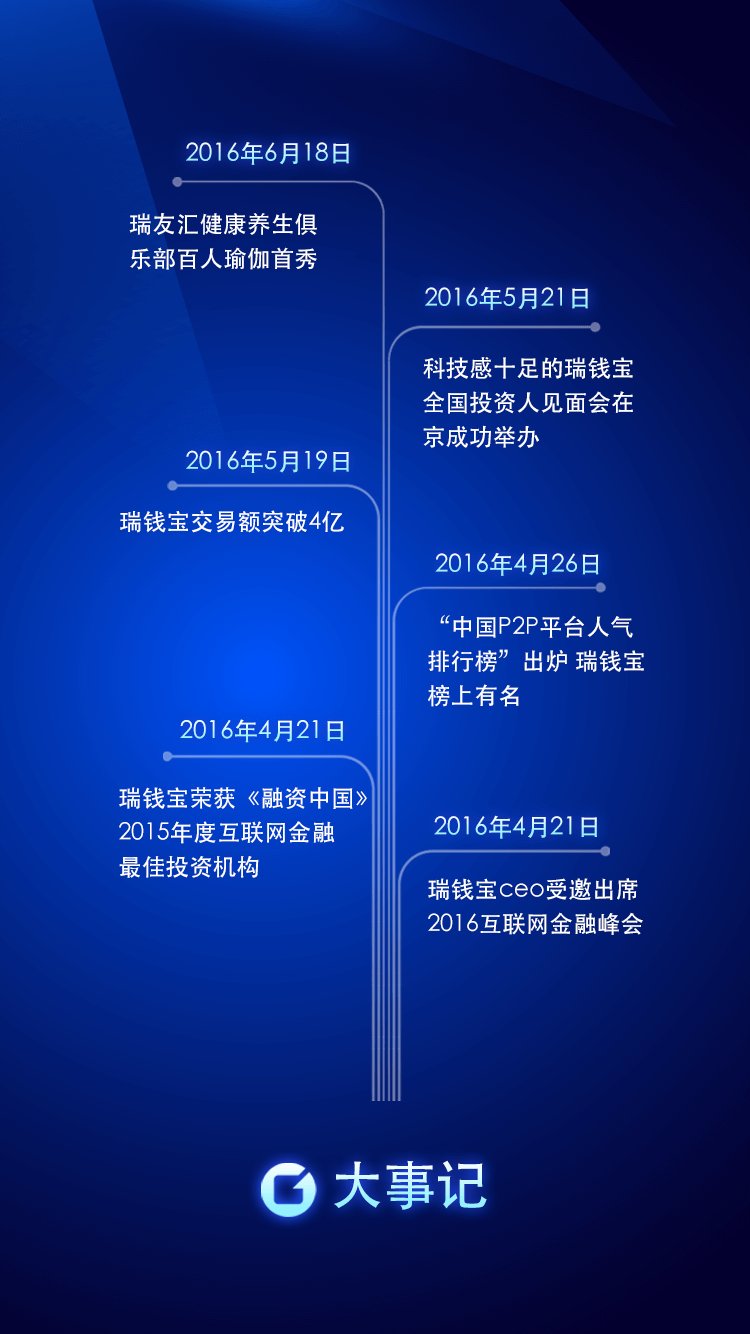 2016年6月18日
瑞友汇健康养生俱
乐部百人瑜伽首秀
2016年5月21日
科技感十足的瑞钱宝
全国投资人见面会在
京成功举办
2016年5月19日
瑞钱宝交易额突破4亿
2016年4月26日
“中国P2P平台人气
排行榜”出炉 瑞钱宝
榜上有名
2016年4月21日
瑞钱宝荣获《融资中国》
2015年度互联网金融
最佳投资机构
2016年4月21日
瑞钱宝ceo受邀出席
2016互联网金融峰会
大事记